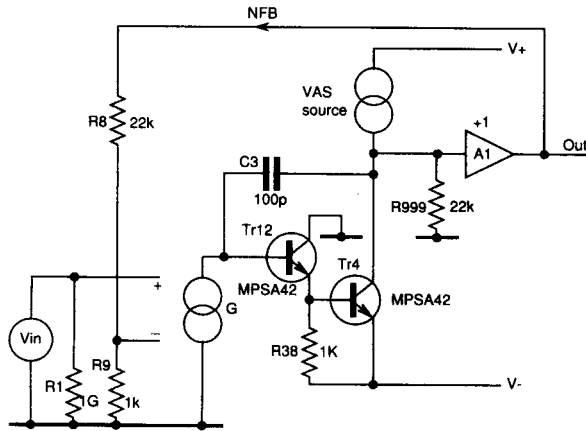 NFB
V+
R8
22k
VAS
source
+1
A1
Out
C3
100p
R999
22k
Tr12
Tr4
MPSA42
MPSA42
+
G
Vin
−
R38
1K
R1
1G
R9
1k
V-